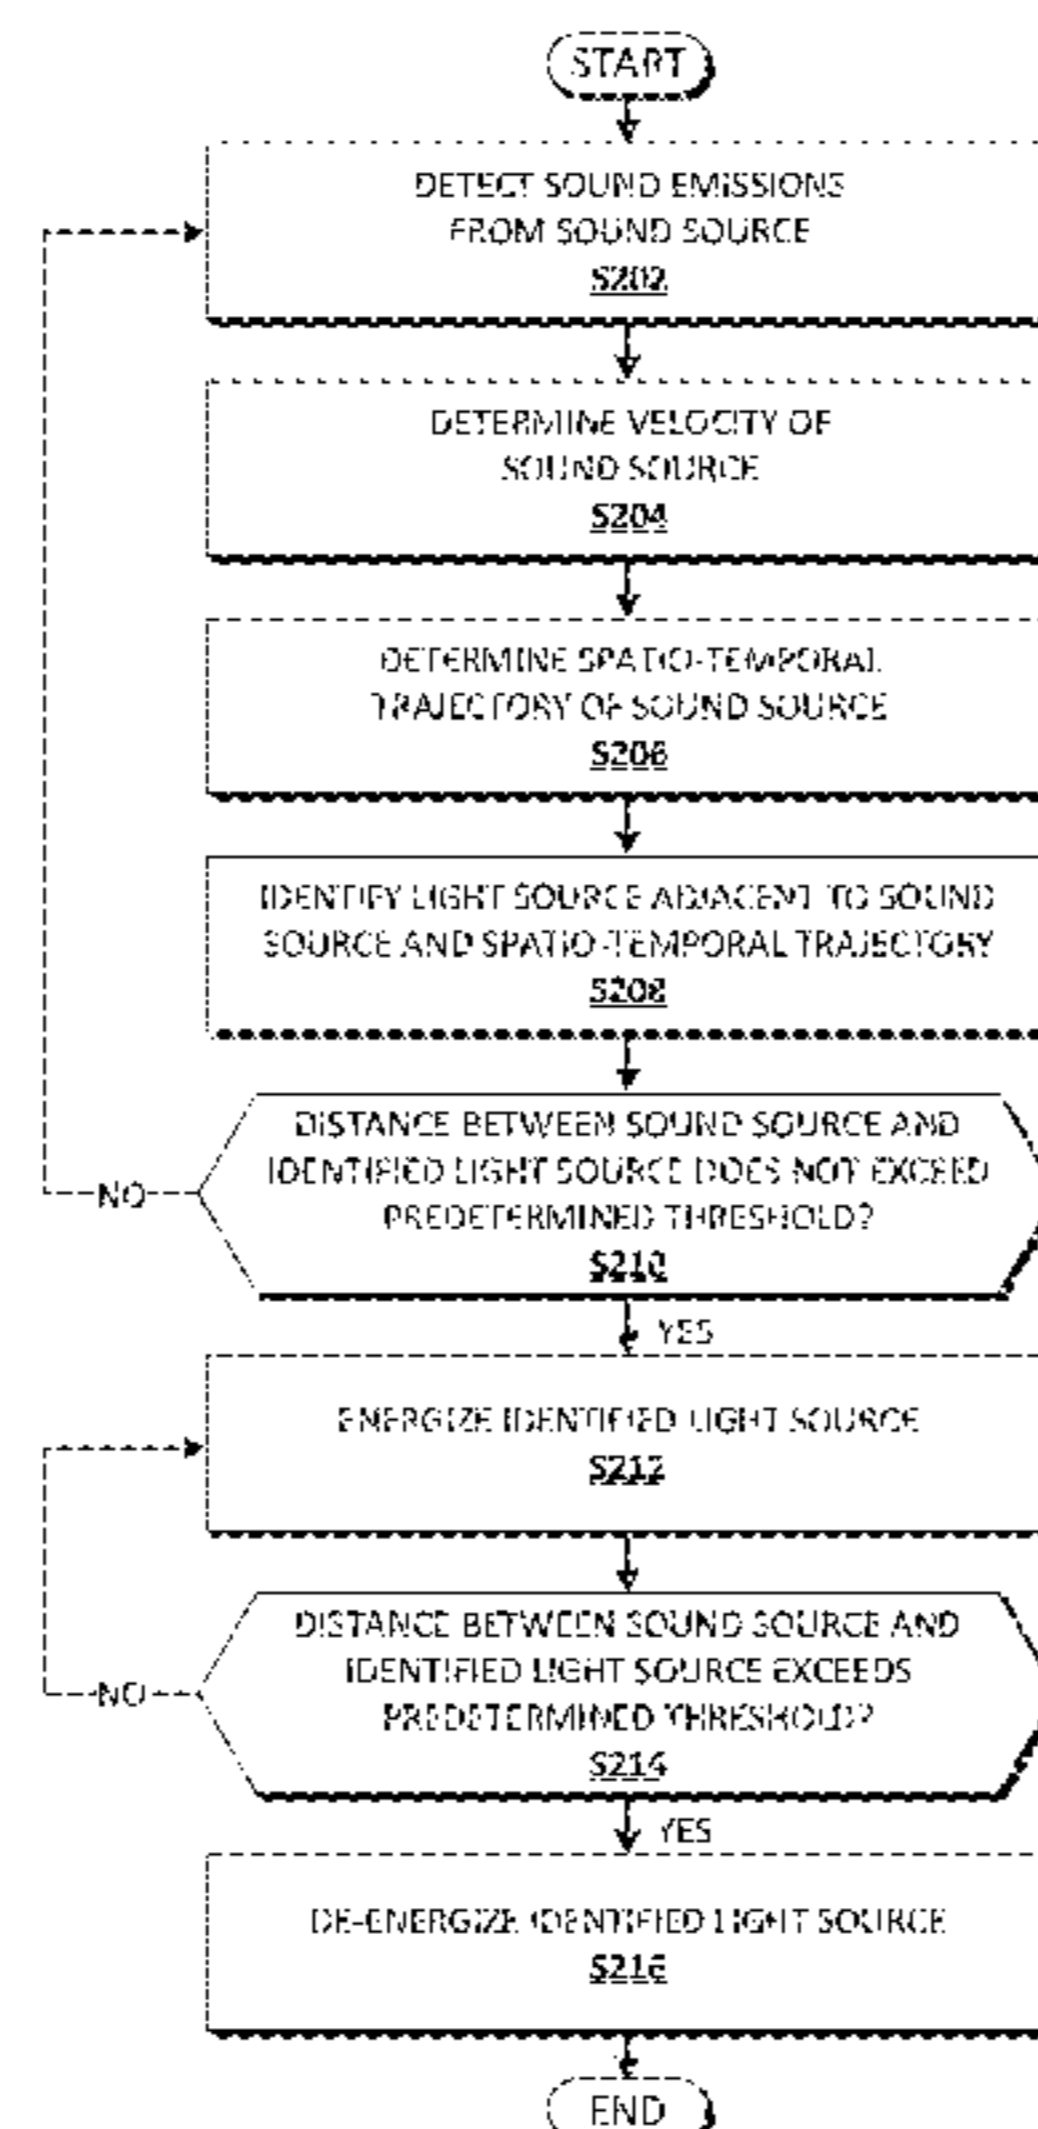 START
DETECT SOUND EMISSIONS
FROM SOUND SOURCE
S202
DETERMINE VELOCITY OF
SOUND SOURCE
S204
DETERMINE SPATIO-TEMPORAL
TRAJECTORY OF SOUND SOURCE
S206
IDENTIFY LIGHT SOURCE ADJACENT TO SOUND
SOURCE AND SPATIO-TEMPORAL TRAJECTORY
S208
DISTANCE BETWEEN SOUND SOURCE AND
IDENTIFIED LIGHT SOURCE DOES NOT EXCEED
PREDETERMINED THRESHOLD?
S210
NO
YES
ENERGIZE IDENTIFIED LIGHT SOURCE
S212
DISTANCE BETWEEN SOUND SOURCE AND
IDENTIFIED LIGHT SOURCE EXCEEDS
PREDETERMINED THRESHOLD?
S214
NO
YES
DE-ENERGIZE IDENTIFIED LIGHT SOURCE
S216
END